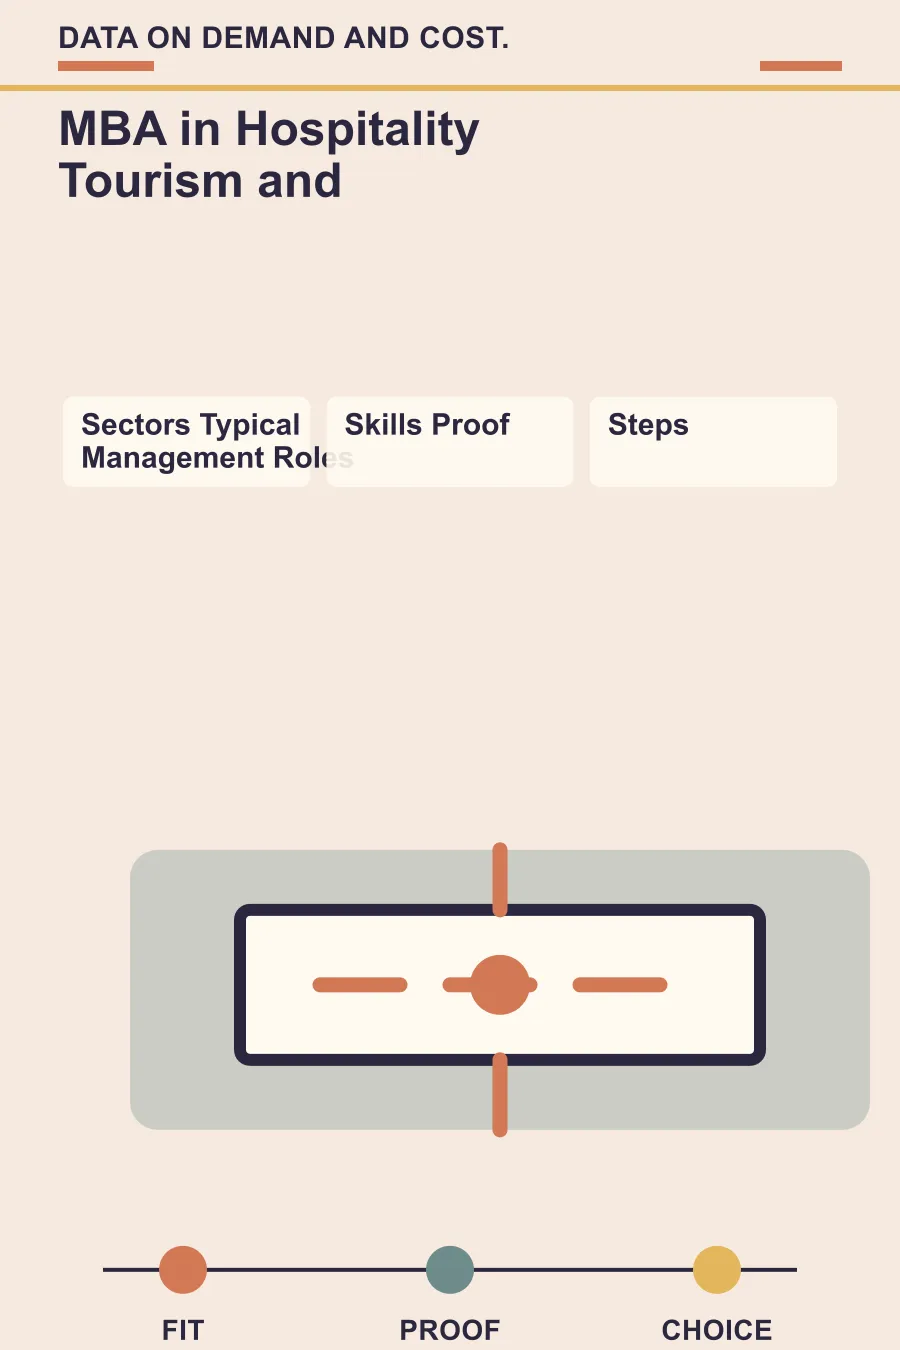 DATA ON DEMAND AND COST.
MBA in Hospitality
Tourism and
Sectors Typical
Management Roles
Skills Proof
Steps
FIT
PROOF
CHOICE